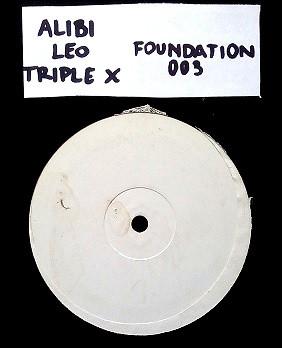 ALIBI
LEO
TRIPLE X
FOUNDATION
003